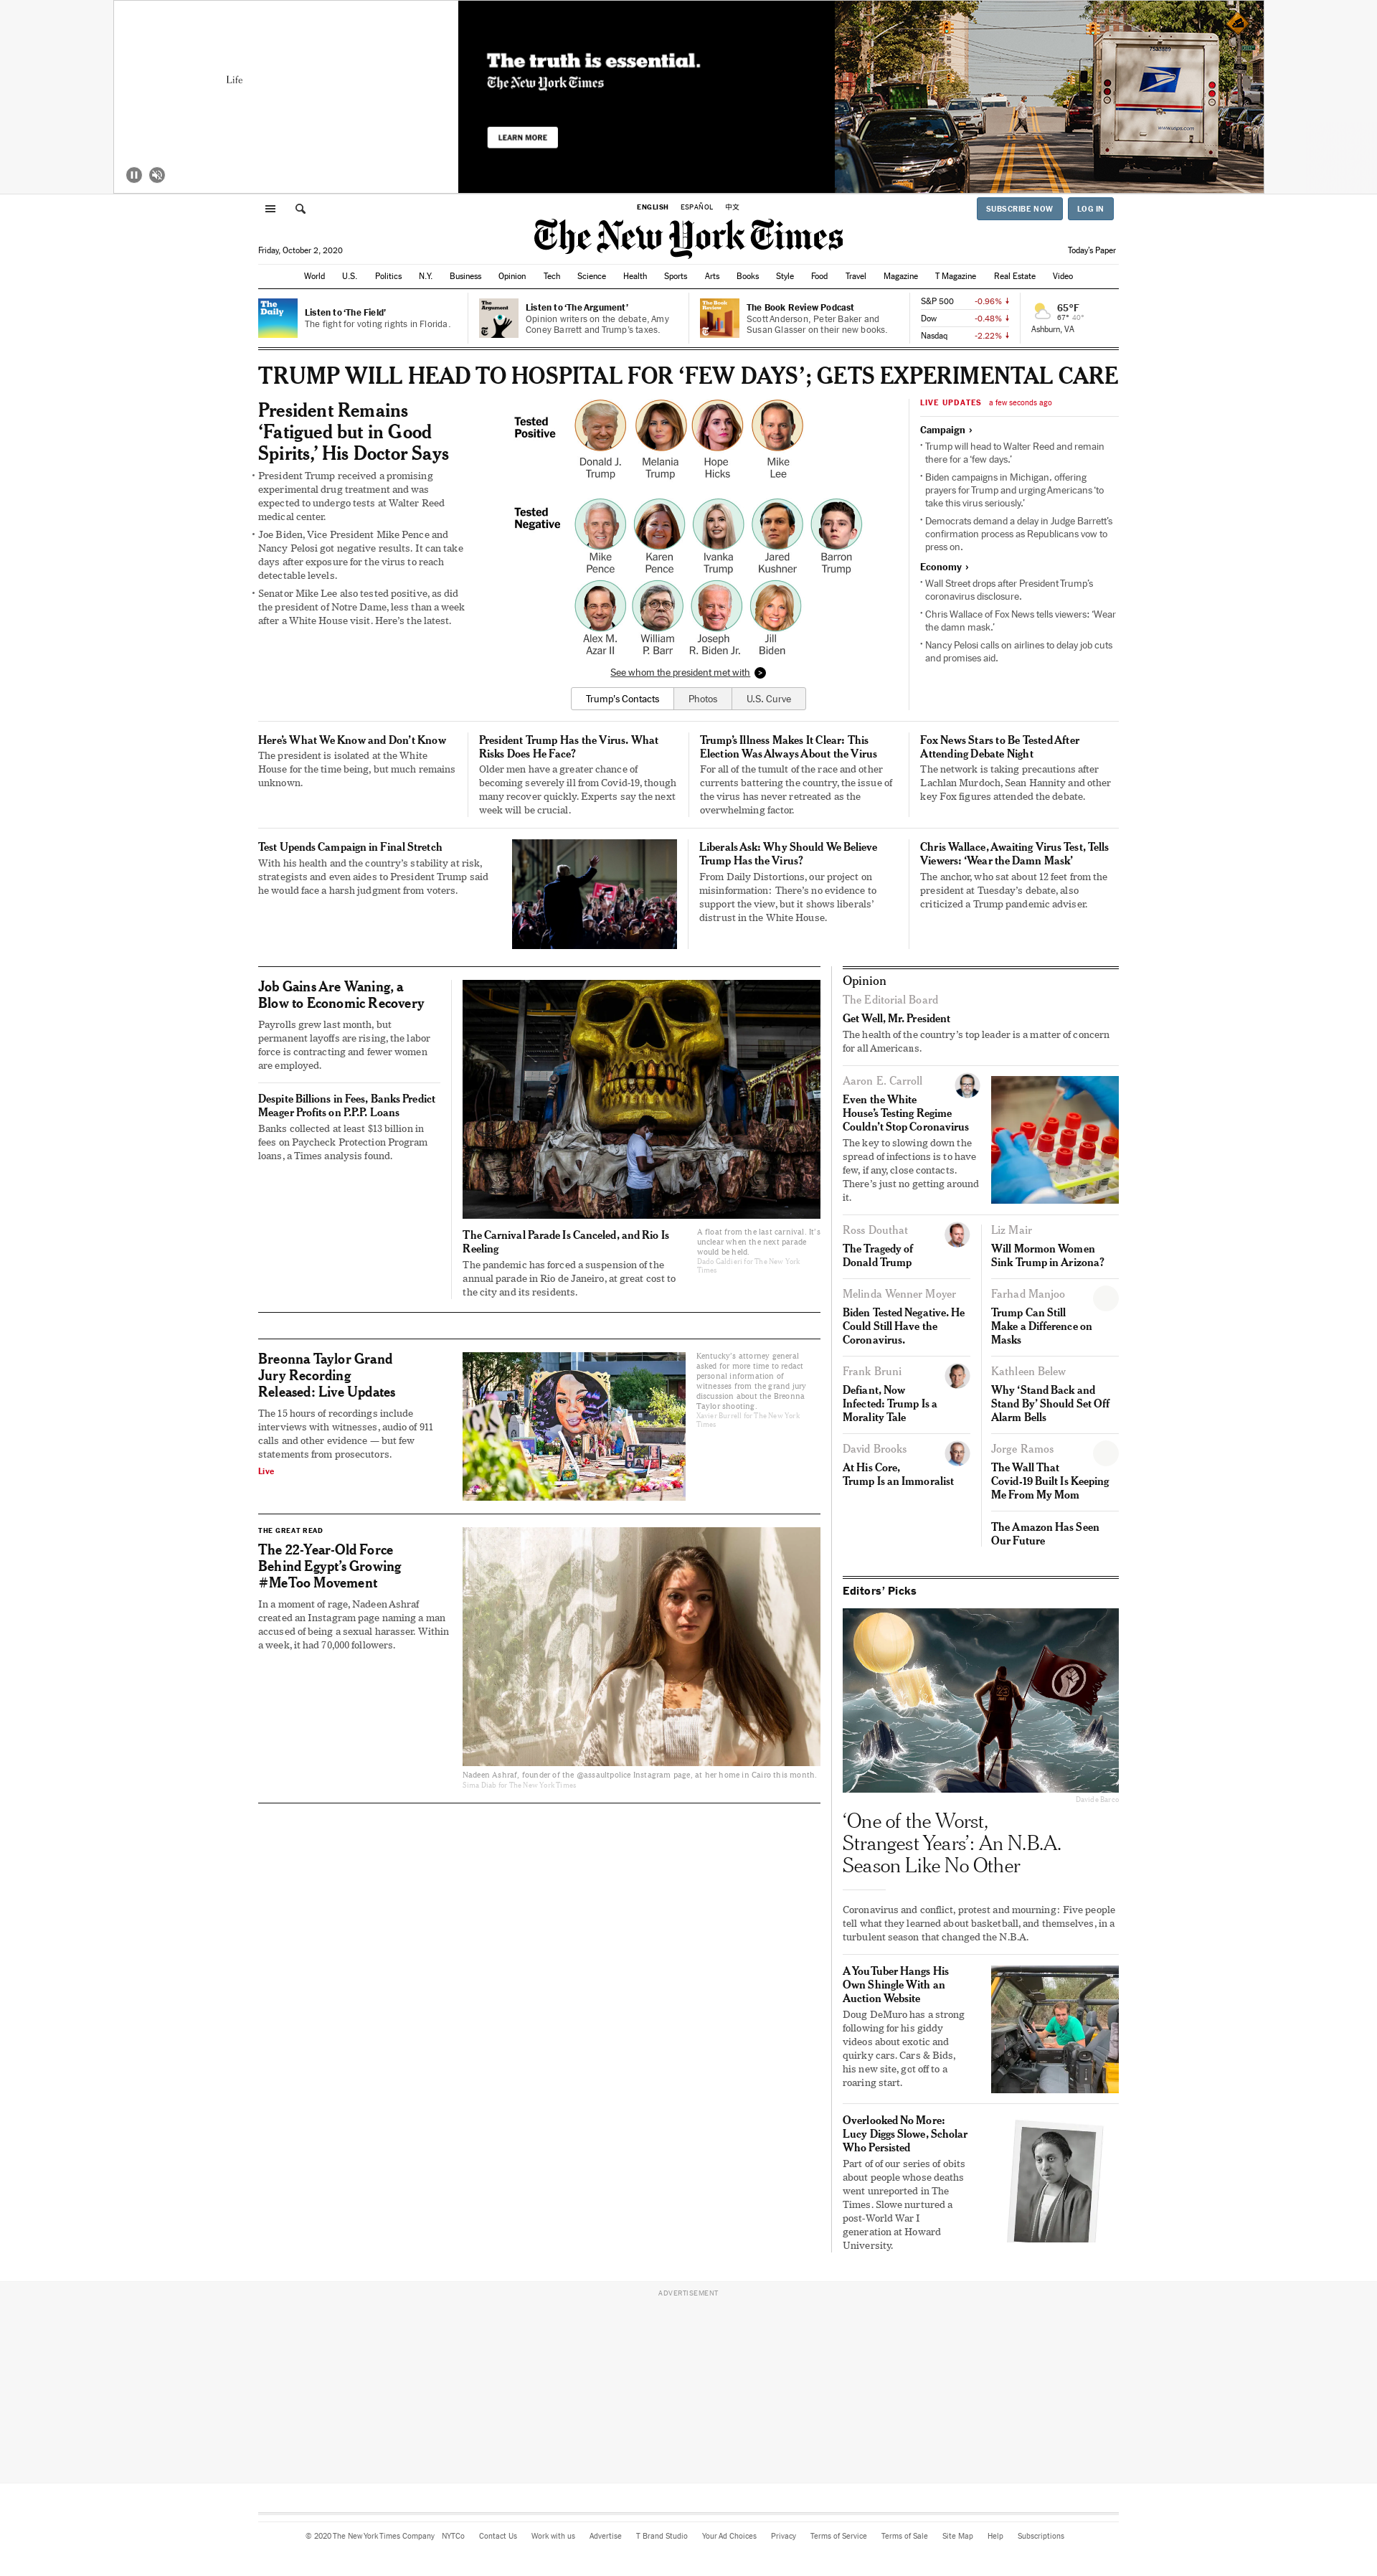 Life
The truth is essential.
The New York Times
LEARN MORE
ENGLISH ESPAÑOL 中文
SUBSCRIBE NOW LOG IN
The New York Times
Friday, October 2, 2020
Today's Paper
World U.S. Politics N.Y. Business Opinion Tech Science Health Sports Arts Books Style Food Travel Magazine T Magazine Real Estate Video
The Daily
Listen to ‘The Field’
The fight for voting rights in Florida.
The Argument
Listen to ‘The Argument’
Opinion writers on the debate, Amy
Coney Barrett and Trump’s taxes.
The Book Review
The Book Review Podcast
Scott Anderson, Peter Baker and
Susan Glasser on their new books.
S&P 500 -0.96% ↓
Dow -0.48% ↓
Nasdaq -2.22% ↓
65°F
67° 40°
Ashburn, VA
TRUMP WILL HEAD TO HOSPITAL FOR ‘FEW DAYS’; GETS EXPERIMENTAL CARE
President Remains
‘Fatigued but in Good
Spirits,’ His Doctor Says
• President Trump received a promising
experimental drug treatment and was
expected to undergo tests at Walter Reed
medical center.
• Joe Biden, Vice President Mike Pence and
Nancy Pelosi got negative results. It can take
days after exposure for the virus to reach
detectable levels.
• Senator Mike Lee also tested positive, as did
the president of Notre Dame, less than a week
after a White House visit. Here’s the latest.
Tested
Positive
Donald J.
Trump
Melania
Trump
Hope
Hicks
Mike
Lee
Tested
Negative
Mike
Pence
Karen
Pence
Ivanka
Trump
Jared
Kushner
Barron
Trump
Alex M.
Azar II
William
P. Barr
Joseph
R. Biden Jr.
Jill
Biden
See whom the president met with >
Trump’s Contacts Photos U.S. Curve
LIVE UPDATES a few seconds ago
Campaign ›
• Trump will head to Walter Reed and remain
there for a ‘few days.’
• Biden campaigns in Michigan, offering
prayers for Trump and urging Americans ‘to
take this virus seriously.’
• Democrats demand a delay in Judge Barrett’s
confirmation process as Republicans vow to
press on.
Economy ›
• Wall Street drops after President Trump’s
coronavirus disclosure.
• Chris Wallace of Fox News tells viewers: ‘Wear
the damn mask.’
• Nancy Pelosi calls on airlines to delay job cuts
and promises aid.
Here’s What We Know and Don’t Know
The president is isolated at the White
House for the time being, but much remains
unknown.
President Trump Has the Virus. What
Risks Does He Face?
Older men have a greater chance of
becoming severely ill from Covid-19, though
many recover quickly. Experts say the next
week will be crucial.
Trump’s Illness Makes It Clear: This
Election Was Always About the Virus
For all of the tumult of the race and other
currents battering the country, the issue of
the virus has never retreated as the
overwhelming factor.
Fox News Stars to Be Tested After
Attending Debate Night
The network is taking precautions after
Lachlan Murdoch, Sean Hannity and other
key Fox figures attended the debate.
Test Upends Campaign in Final Stretch
With his health and the country’s stability at risk,
strategists and even aides to President Trump said
he would face a harsh judgment from voters.
Liberals Ask: Why Should We Believe
Trump Has the Virus?
From Daily Distortions, our project on
misinformation: There’s no evidence to
support the view, but it shows liberals’
distrust in the White House.
Chris Wallace, Awaiting Virus Test, Tells
Viewers: ‘Wear the Damn Mask’
The anchor, who sat about 12 feet from the
president at Tuesday’s debate, also
criticized a Trump pandemic adviser.
Job Gains Are Waning, a
Blow to Economic Recovery
Payrolls grew last month, but
permanent layoffs are rising, the labor
force is contracting and fewer women
are employed.
Despite Billions in Fees, Banks Predict
Meager Profits on P.P.P. Loans
Banks collected at least $13 billion in
fees on Paycheck Protection Program
loans, a Times analysis found.
The Carnival Parade Is Canceled, and Rio Is
Reeling
The pandemic has forced a suspension of the
annual parade in Rio de Janeiro, at great cost to
the city and its residents.
A float from the last carnival. It’s
unclear when the next parade
would be held.
Dado Galdieri for The New York
Times
Breonna Taylor Grand
Jury Recording
Released: Live Updates
The 15 hours of recordings include
interviews with witnesses, audio of 911
calls and other evidence — but few
statements from prosecutors.
Live
Kentucky’s attorney general
asked for more time to redact
personal information of
witnesses from the grand jury
discussion about the Breonna
Taylor shooting.
Xavier Burrell for The New York
Times
THE GREAT READ
The 22-Year-Old Force
Behind Egypt’s Growing
#MeToo Movement
In a moment of rage, Nadeen Ashraf
created an Instagram page naming a man
accused of being a sexual harasser. Within
a week, it had 70,000 followers.
Nadeen Ashraf, founder of the @assaultpolice Instagram page, at her home in Cairo this month.
Sima Diab for The New York Times
Opinion
The Editorial Board
Get Well, Mr. President
The health of the country’s top leader is a matter of concern
for all Americans.
Aaron E. Carroll
Even the White
House’s Testing Regime
Couldn’t Stop Coronavirus
The key to slowing down the
spread of infections is to have
few, if any, close contacts.
There’s just no getting around
it.
Ross Douthat
The Tragedy of
Donald Trump
Melinda Wenner Moyer
Biden Tested Negative. He
Could Still Have the
Coronavirus.
Frank Bruni
Defiant, Now
Infected: Trump Is a
Morality Tale
David Brooks
At His Core,
Trump Is an Immoralist
Liz Mair
Will Mormon Women
Sink Trump in Arizona?
Farhad Manjoo
Trump Can Still
Make a Difference on
Masks
Kathleen Belew
Why ‘Stand Back and
Stand By’ Should Set Off
Alarm Bells
Jorge Ramos
The Wall That
Covid-19 Built Is Keeping
Me From My Mom
The Amazon Has Seen
Our Future
Editors’ Picks
Davide Barco
‘One of the Worst,
Strangest Years’: An N.B.A.
Season Like No Other
Coronavirus and conflict, protest and mourning: Five people
tell what they learned about basketball, and themselves, in a
turbulent season that changed the N.B.A.
A YouTuber Hangs His
Own Shingle With an
Auction Website
Doug DeMuro has a strong
following for his giddy
videos about exotic and
quirky cars. Cars & Bids,
his new site, got off to a
roaring start.
Overlooked No More:
Lucy Diggs Slowe, Scholar
Who Persisted
Part of of our series of obits
about people whose deaths
went unreported in The
Times. Slowe nurtured a
post-World War I
generation at Howard
University.
ADVERTISEMENT
© 2020 The New York Times Company NYTCo Contact Us Work with us Advertise T Brand Studio Your Ad Choices Privacy Terms of Service Terms of Sale Site Map Help Subscriptions